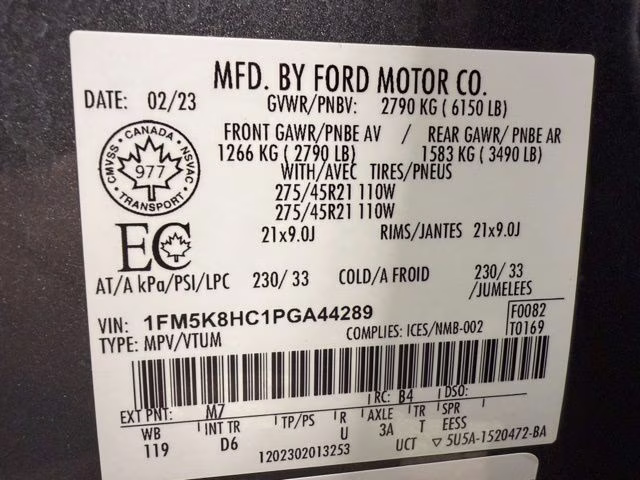 MFD. BY FORD MOTOR CO.
DATE: 02/23 GVWR/PNBV: 2790 KG ( 6150 LB)
FRONT GAWR/PNBE AV / REAR GAWR/ PNBE AR
1266 KG ( 2790 LB) 1583 KG ( 3490 LB)
WITH/AVEC TIRES/PNEUS
275/45R21 110W
275/45R21 110W
21x9.0J RIMS/JANTES 21x9.0J
CMVSS CANADA NSVAC
977
TRANSPORT
EC
AT/A kPa/PSI/LPC 230/ 33 COLD/A FROID 230/ 33
/JUMELEES
VIN: 1FM5K8HC1PGA44289 F0082
TYPE: MPV/VTUM COMPLIES: ICES/NMB-002 T0169
EXT PNT: M7 RC: B4 DSO:
WB INT TR TP/PS R AXLE TR SPR
119 D6 U 3A T EESS
1202302013253 UCT ▽ 5U5A-1520472-BA